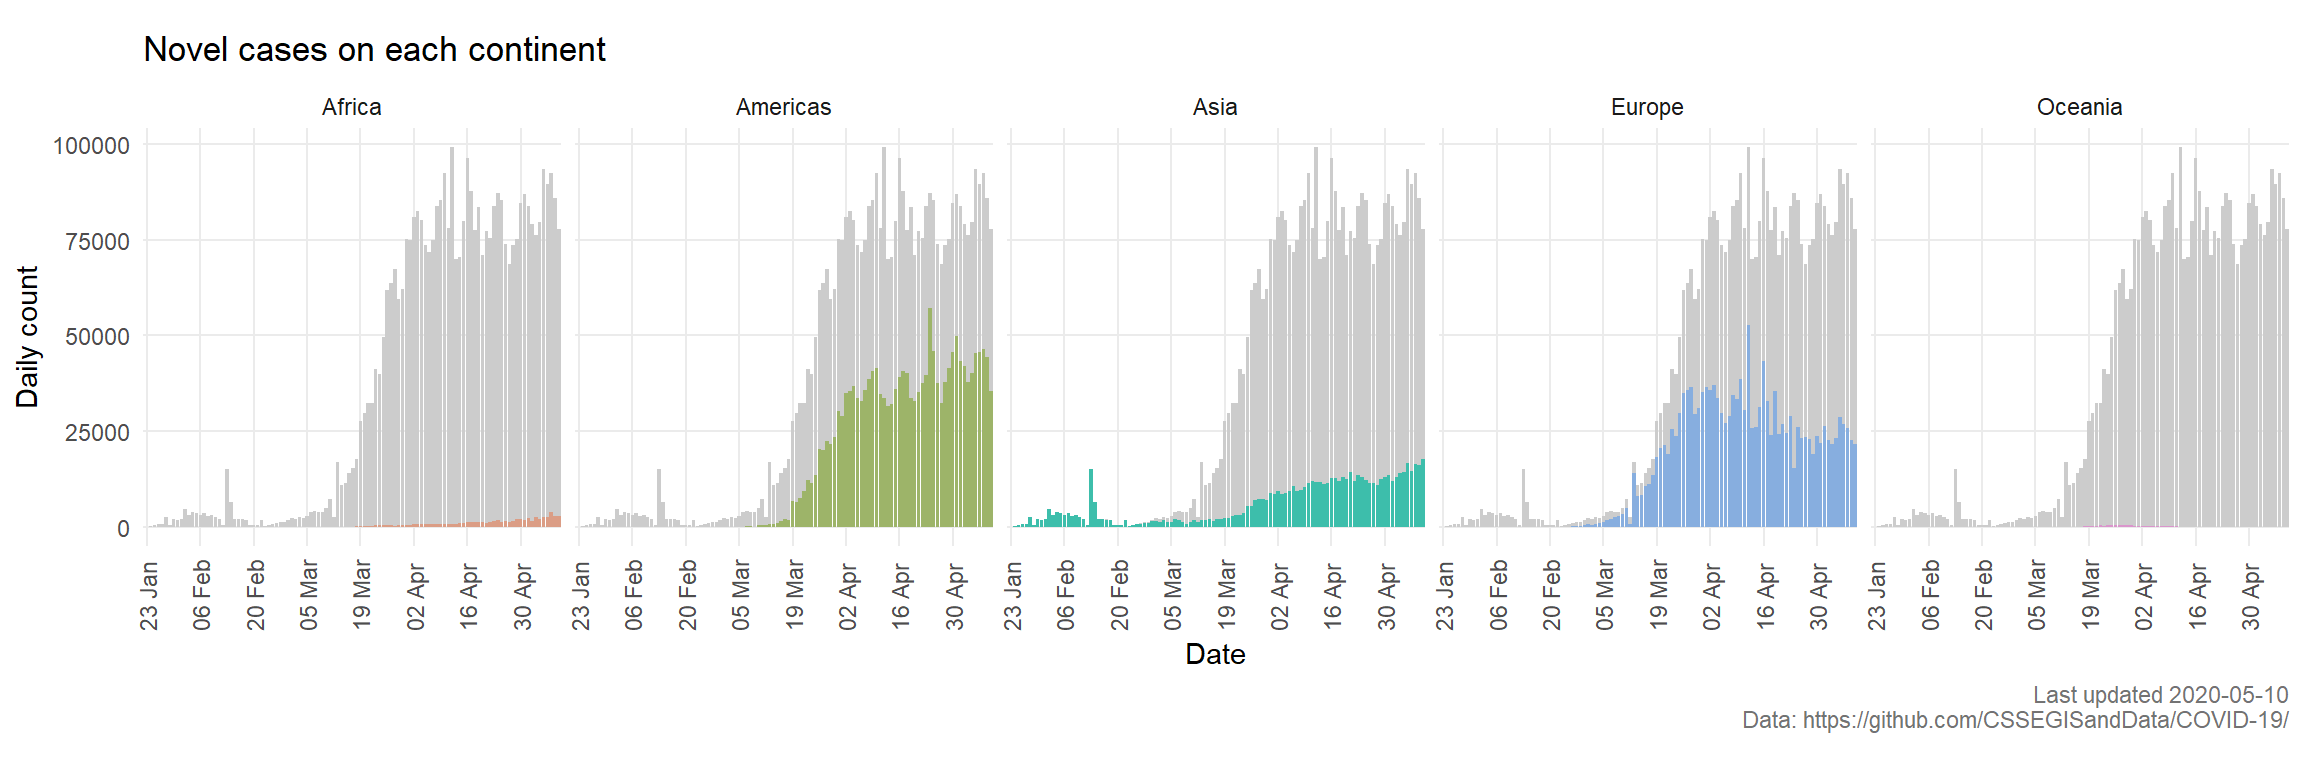 Novel cases on each continent
Africa
Americas
Asia
Europe
Oceania
Daily count
100000
75000
50000
25000
0
23 Jan
06 Feb
20 Feb
05 Mar
19 Mar
02 Apr
16 Apr
30 Apr
23 Jan
06 Feb
20 Feb
05 Mar
19 Mar
02 Apr
16 Apr
30 Apr
23 Jan
06 Feb
20 Feb
05 Mar
19 Mar
02 Apr
16 Apr
30 Apr
23 Jan
06 Feb
20 Feb
05 Mar
19 Mar
02 Apr
16 Apr
30 Apr
23 Jan
06 Feb
20 Feb
05 Mar
19 Mar
02 Apr
16 Apr
30 Apr
Date
Last updated 2020-05-10
Data: https://github.com/CSSEGISandData/COVID-19/